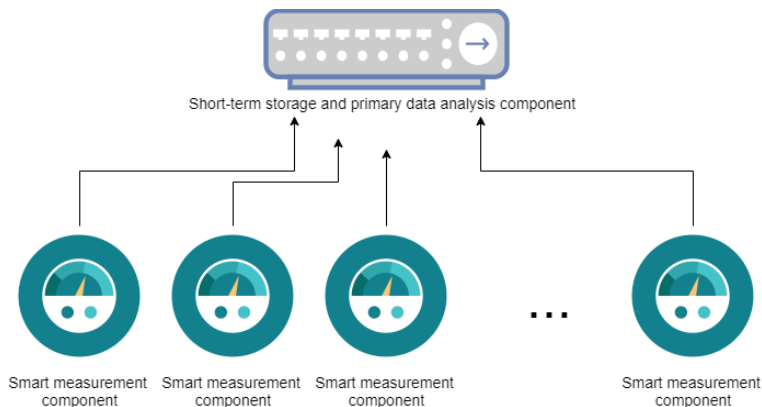 Short-term storage and primary data analysis component
...
Smart measurement
component
Smart measurement
component
Smart measurement
component
Smart measurement
component